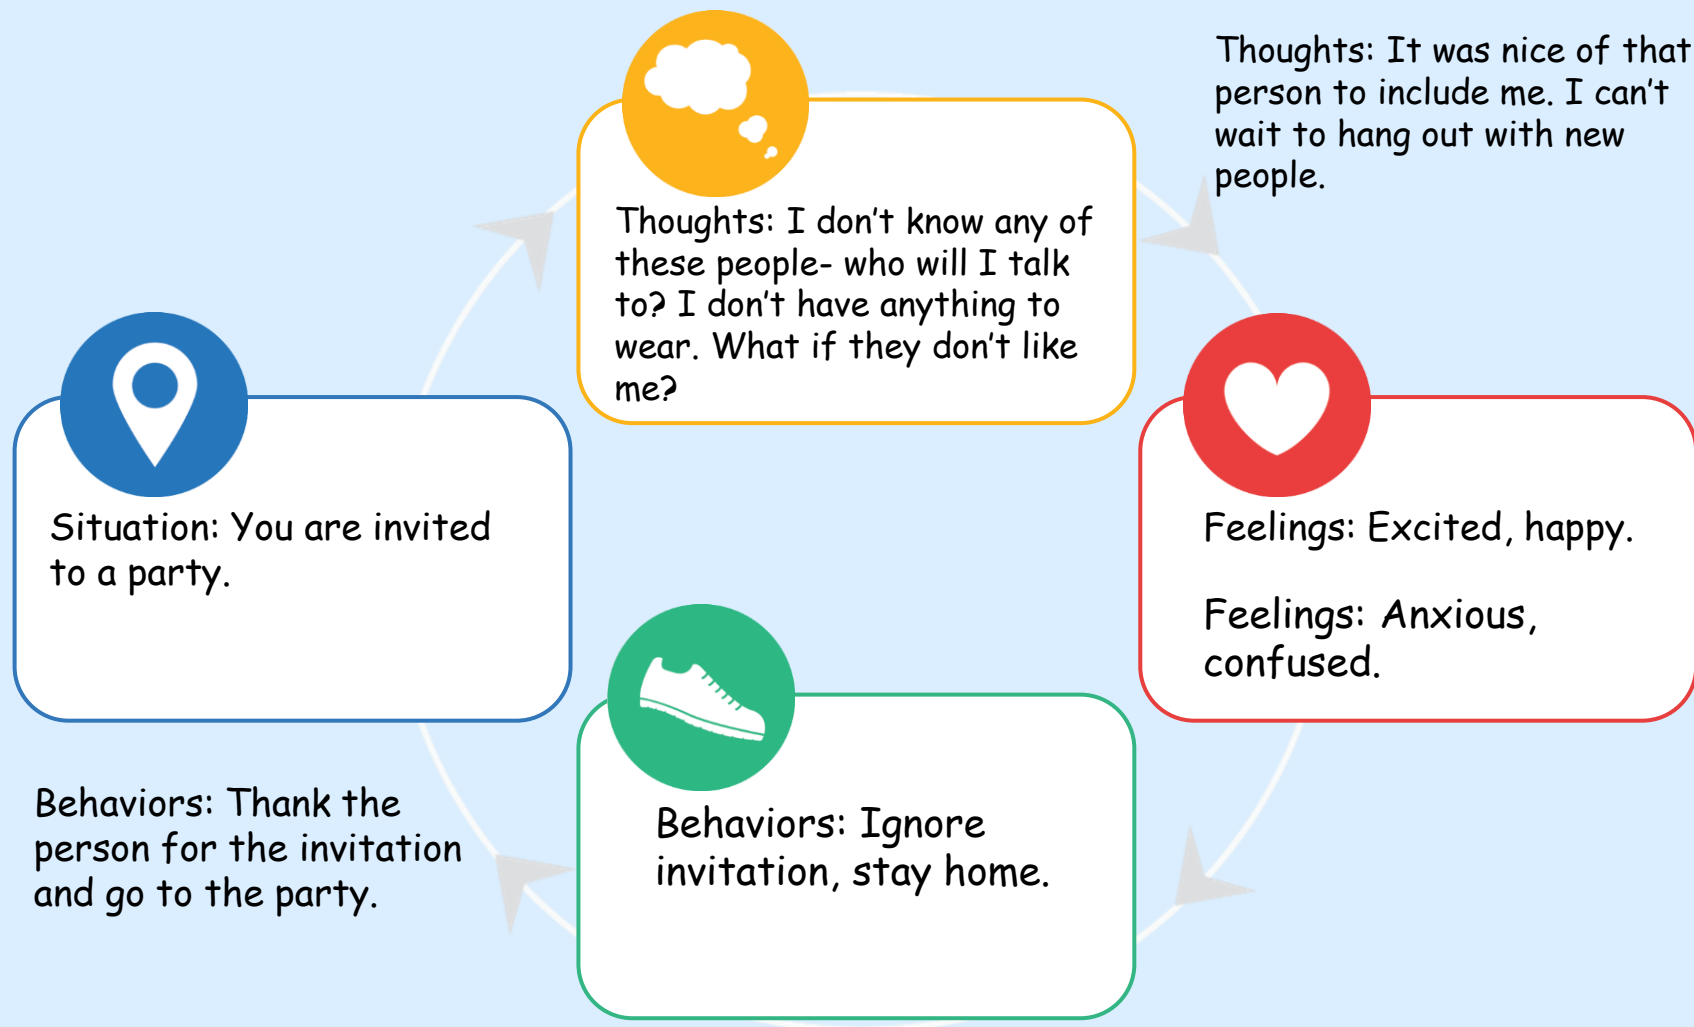 Thoughts: It was nice of that
person to include me. I can’t
wait to hang out with new
people.
Thoughts: I don’t know any of
these people- who will I talk
to? I don’t have anything to
wear. What if they don’t like
me?
Situation: You are invited
to a party.
Feelings: Excited, happy.
Feelings: Anxious,
confused.
Behaviors: Thank the
person for the invitation
and go to the party.
Behaviors: Ignore
invitation, stay home.